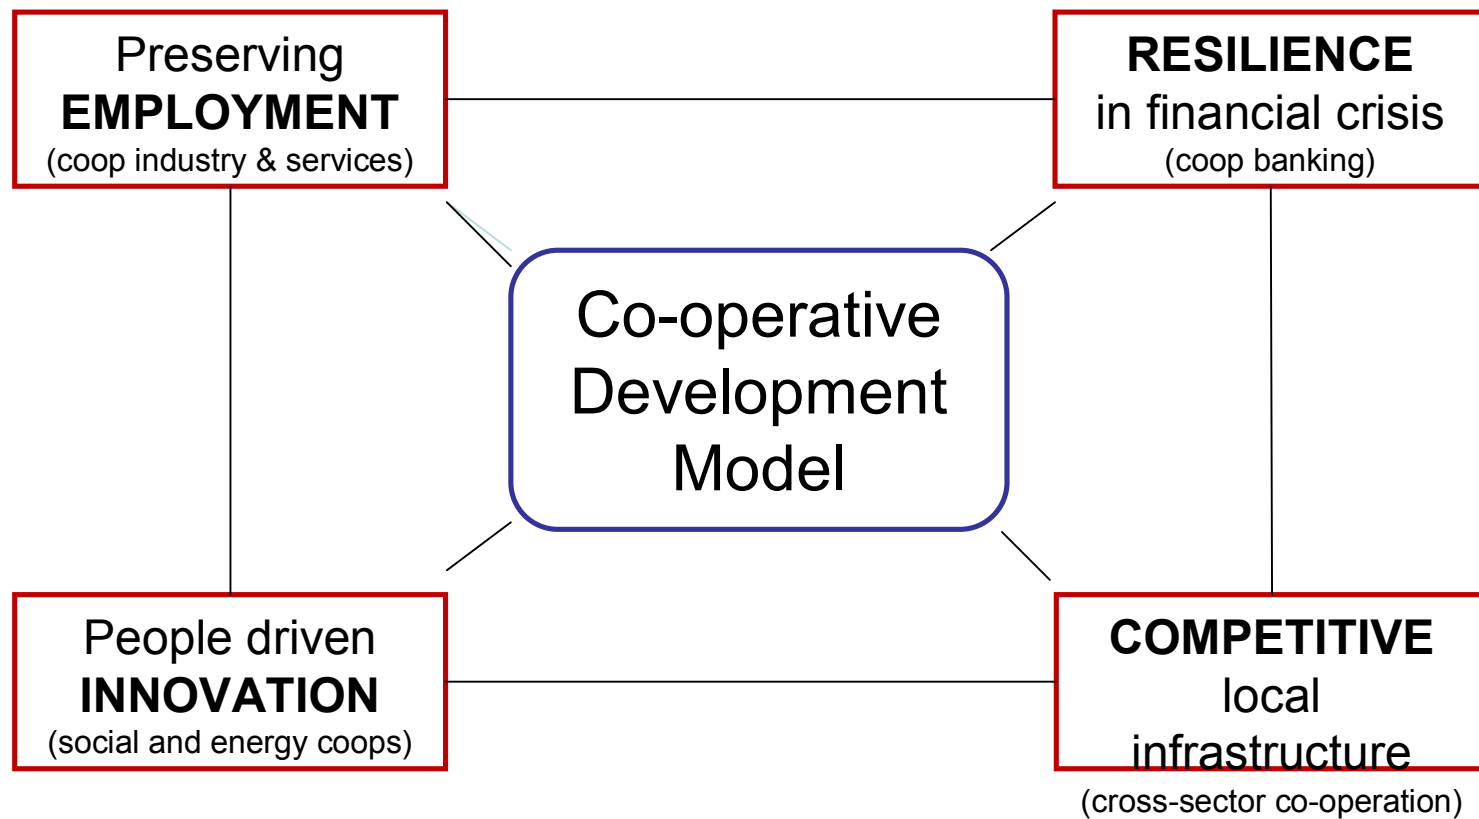 Preserving
EMPLOYMENT
(coop industry & services)
RESILIENCE
in financial crisis
(coop banking)
Co-operative
Development
Model
People driven
INNOVATION
(social and energy coops)
COMPETITIVE
local
infrastructure
(cross-sector co-operation)